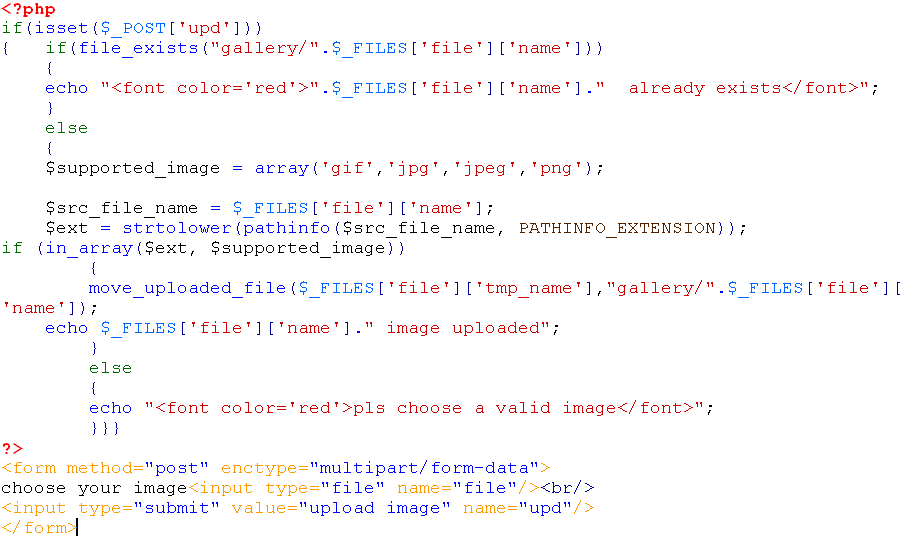 <?php
if(isset($_POST['upd']))
{   if(file_exists("gallery/".$_FILES['file']['name']))
    {
    echo "<font color='red'>".$_FILES['file']['name']."  already exists</font>";
    }
    else
    {
    $supported_image = array('gif','jpg','jpeg','png');
    $src_file_name = $_FILES['file']['name'];
    $ext = strtolower(pathinfo($src_file_name, PATHINFO_EXTENSION));
if (in_array($ext, $supported_image))
        {
        move_uploaded_file($_FILES['file']['tmp_name'],"gallery/".$_FILES['file'][
'name']);
    echo $_FILES['file']['name']." image uploaded";
        }
        else
        {
        echo "<font color='red'>pls choose a valid image</font>";
        }}}
?>
<form method="post" enctype="multipart/form-data">
choose your image<input type="file" name="file"/><br/>
<input type="submit" value="upload image" name="upd"/>
</form>